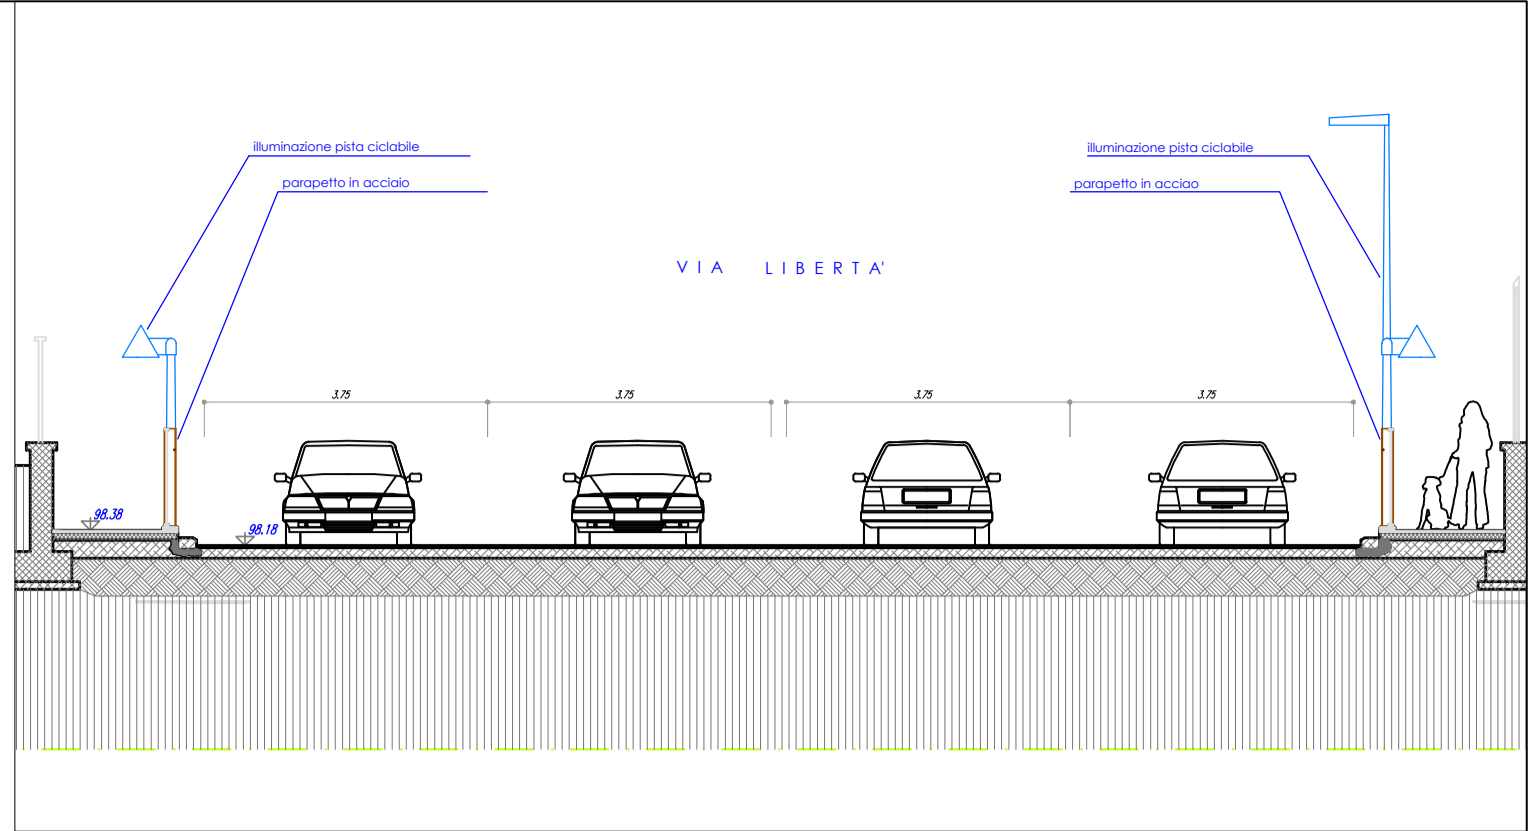 illuminazione pista ciclabile
illuminazione pista ciclabile
parapetto in acciaio
parapetto in acciao
VIA LIBERTA'
3.75
3.75
3.75
3.75
98.38
98.18